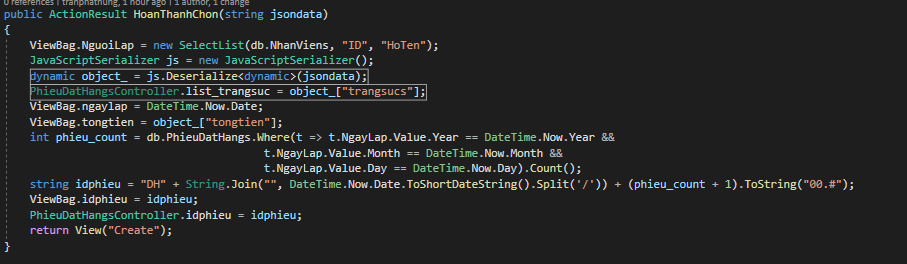 0 references | tranphathung, 1 hour ago | 1 author, 1 change
public ActionResult HoanThanhChon(string jsondata)
{
    ViewBag.NguoiLap = new SelectList(db.NhanViens, "ID", "HoTen");
    JavaScriptSerializer js = new JavaScriptSerializer();
    dynamic object_ = js.Deserialize<dynamic>(jsondata);
    PhieuDatHangsController.list_trangsuc = object_["trangsucs"];
    ViewBag.ngaylap = DateTime.Now.Date;
    ViewBag.tongtien = object_["tongtien"];
    int phieu_count = db.PhieuDatHangs.Where(t => t.NgayLap.Value.Year == DateTime.Now.Year &&
                                        t.NgayLap.Value.Month == DateTime.Now.Month &&
                                        t.NgayLap.Value.Day == DateTime.Now.Day).Count();
    string idphieu = "DH" + String.Join("", DateTime.Now.Date.ToShortDateString().Split('/')) + (phieu_count + 1).ToString("00.#");
    ViewBag.idphieu = idphieu;
    PhieuDatHangsController.idphieu = idphieu;
    return View("Create");
}